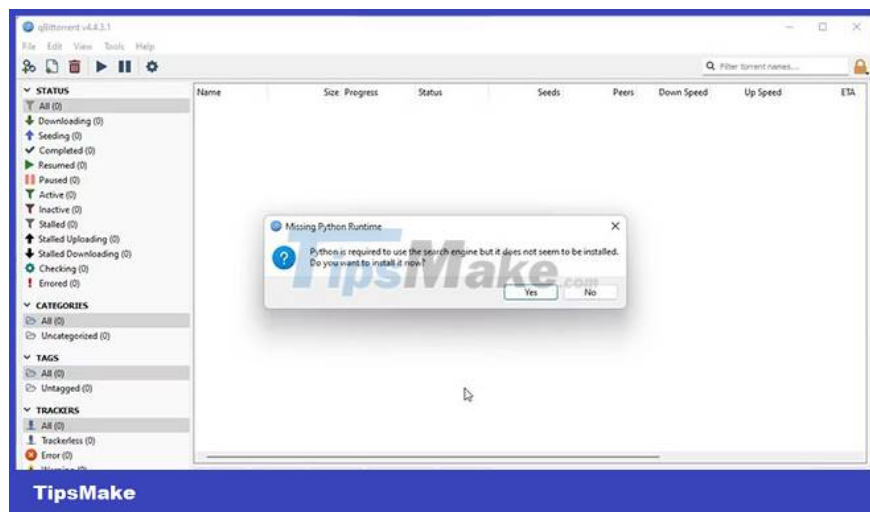 qBittorrent v4.4.3.1
File Edit View Tools Help
Filter torrent names...
STATUS
All (0)
Downloading (0)
Seeding (0)
Completed (0)
Resumed (0)
Paused (0)
Active (0)
Inactive (0)
Stalled (0)
Stalled Uploading (0)
Stalled Downloading (0)
Checking (0)
Errored (0)
CATEGORIES
All (0)
Uncategorized (0)
TAGS
All (0)
Untagged (0)
TRACKERS
All (0)
Trackerless (0)
Error (0)
Warning (0)
Name Size Progress Status Seeds Peers Down Speed Up Speed ETA
Missing Python Runtime
Python is required to use the search engine but it does not seem to be installed.
Do you want to install it now?
Yes No
TipsMake.com
TipsMake